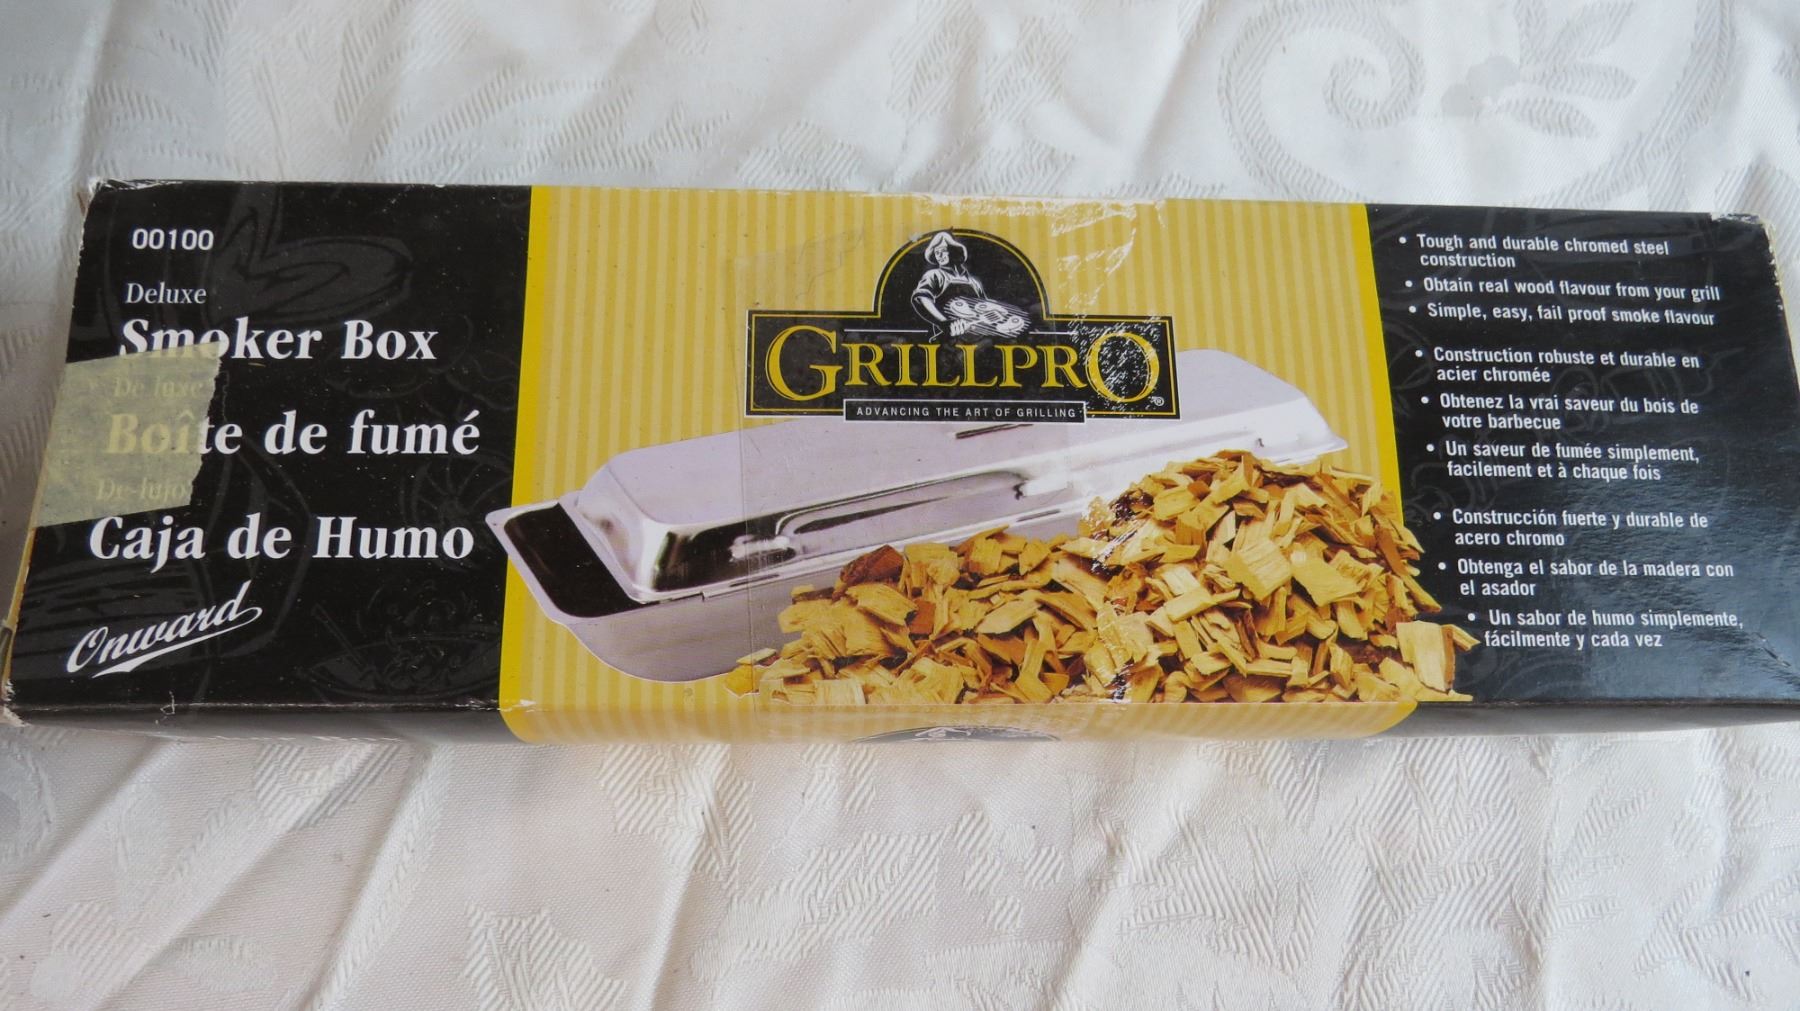 00100
Deluxe
Smoker Box
De luxe
Boîte de fumé
De-lujo
Caja de Humo
Onward
GRILLPRO®
ADVANCING THE ART OF GRILLING
• Tough and durable chromed steel
construction
• Obtain real wood flavour from your grill
• Simple, easy, fail proof smoke flavour
• Construction robuste et durable en
acier chromée
• Obtenez la vrai saveur du bois de
votre barbecue
• Un saveur de fumée simplement,
facilement et à chaque fois
• Construcción fuerte y durable de
acero chromo
• Obtenga el sabor de la madera con
el asador
• Un sabor de humo simplemente,
fácilmente y cada vez